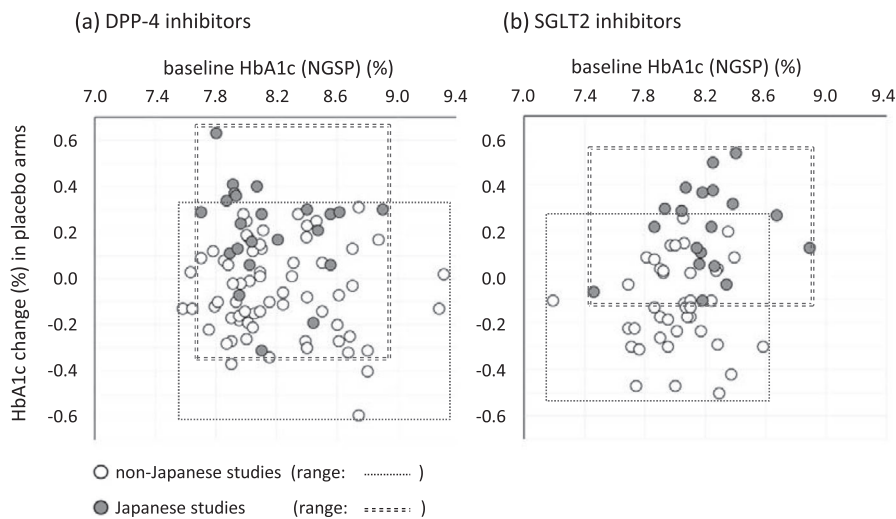 (a) DPP-4 inhibitors
(b) SGLT2 inhibitors
baseline HbA1c (NGSP) (%)
baseline HbA1c (NGSP) (%)
7.0 7.4 7.8 8.2 8.6 9.0 9.4
7.0 7.4 7.8 8.2 8.6 9.0 9.4
HbA1c change (%) in placebo arms
0.6
0.4
0.2
0.0
-0.2
-0.4
-0.6
0.6
0.4
0.2
0.0
-0.2
-0.4
-0.6
non-Japanese studies (range: )
Japanese studies (range: )